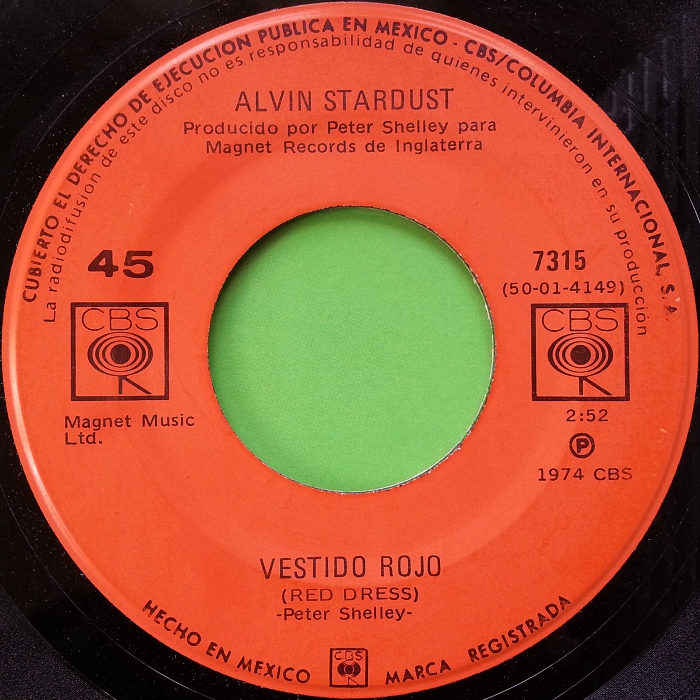 CUBIERTO EL DERECHO DE EJECUCION PUBLICA EN MEXICO - CBS/COLUMBIA INTERNACIONAL, S. A.
La radiodifusion de este disco no es responsabilidad de quienes intervinieron en su producción
ALVIN STARDUST
Producido por Peter Shelley para
Magnet Records de Inglaterra
45
7315
(50-01-4149)
CBS
CBS
Magnet Music
Ltd.
2:52
℗
1974 CBS
VESTIDO ROJO
(RED DRESS)
-Peter Shelley-
HECHO EN MEXICO CBS MARCA REGISTRADA